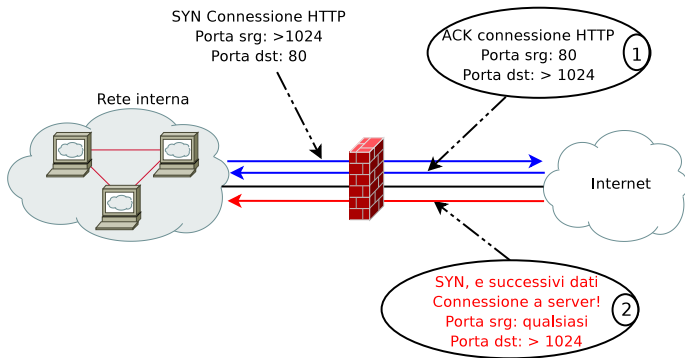 SYN Connessione HTTP
Porta srg: >1024
Porta dst: 80
ACK connessione HTTP
Porta srg: 80
Porta dst: > 1024
1
Rete interna
Internet
SYN, e successivi dati
Connessione a server!
Porta srg: qualsiasi
Porta dst: > 1024
2